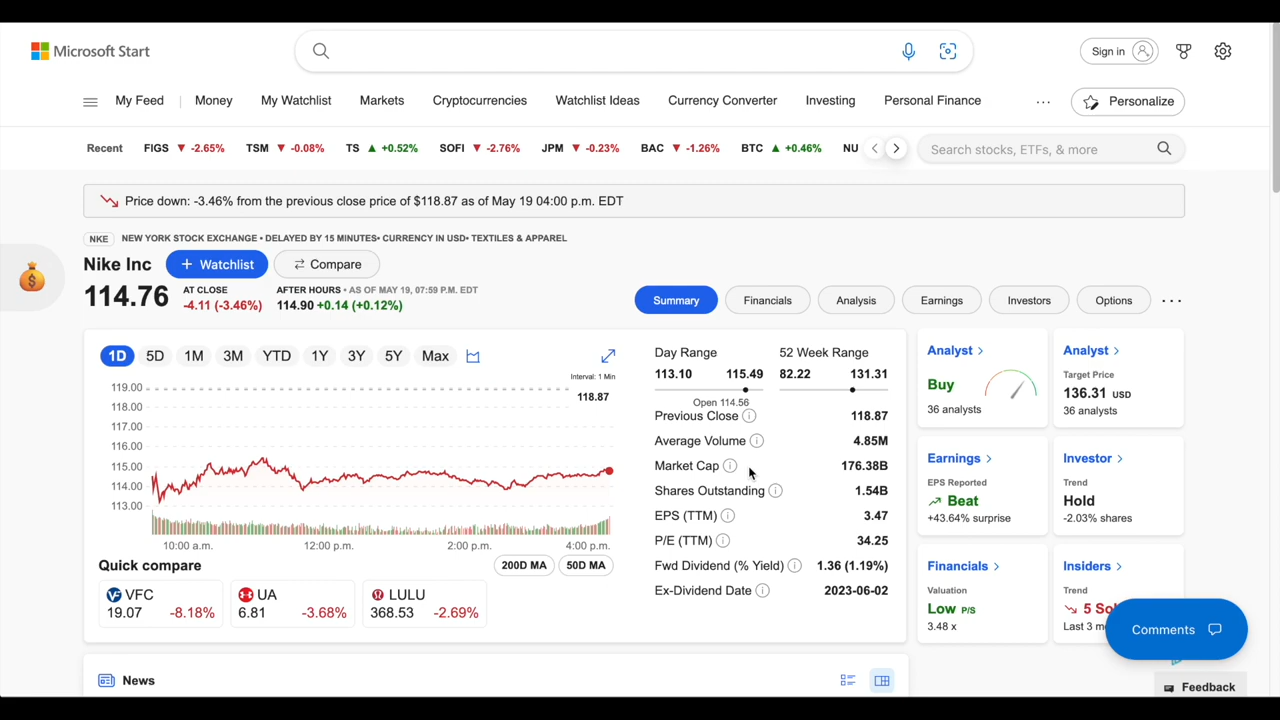 Microsoft Start
Sign in
My Feed Money My Watchlist Markets Cryptocurrencies Watchlist Ideas Currency Converter Investing Personal Finance ... Personalize
Recent FIGS ▼ -2.65% TSM ▼ -0.08% TS ▲ +0.52% SOFI ▼ -2.76% JPM ▼ -0.23% BAC ▼ -1.26% BTC ▲ +0.46% NU Search stocks, ETFs, & more
Price down: -3.46% from the previous close price of $118.87 as of May 19 04:00 p.m. EDT
NKE NEW YORK STOCK EXCHANGE • DELAYED BY 15 MINUTES• CURRENCY IN USD• TEXTILES & APPAREL
Nike Inc + Watchlist Compare
114.76 AT CLOSE -4.11 (-3.46%) AFTER HOURS • AS OF MAY 19, 07:59 P.M. EDT 114.90 +0.14 (+0.12%)
Summary Financials Analysis Earnings Investors Options ...
1D 5D 1M 3M YTD 1Y 3Y 5Y Max
Interval: 1 Min
118.87
119.00
118.00
117.00
116.00
115.00
114.00
113.00
10:00 a.m. 12:00 p.m. 2:00 p.m. 4:00 p.m.
Quick compare 200D MA 50D MA
VFC
19.07 -8.18%
UA
6.81 -3.68%
LULU
368.53 -2.69%
Day Range 52 Week Range
113.10 115.49 82.22 131.31
Open 114.56
Previous Close 118.87
Average Volume 4.85M
Market Cap 176.38B
Shares Outstanding 1.54B
EPS (TTM) 3.47
P/E (TTM) 34.25
Fwd Dividend (% Yield) 1.36 (1.19%)
Ex-Dividend Date 2023-06-02
Analyst >
Buy
36 analysts
Analyst >
Target Price
136.31 USD
36 analysts
Earnings >
EPS Reported
Beat
+43.64% surprise
Investor >
Trend
Hold
-2.03% shares
Financials >
Valuation
Low P/S
3.48 x
Insiders >
Trend
5
Last 3
Comments
News
Feedback